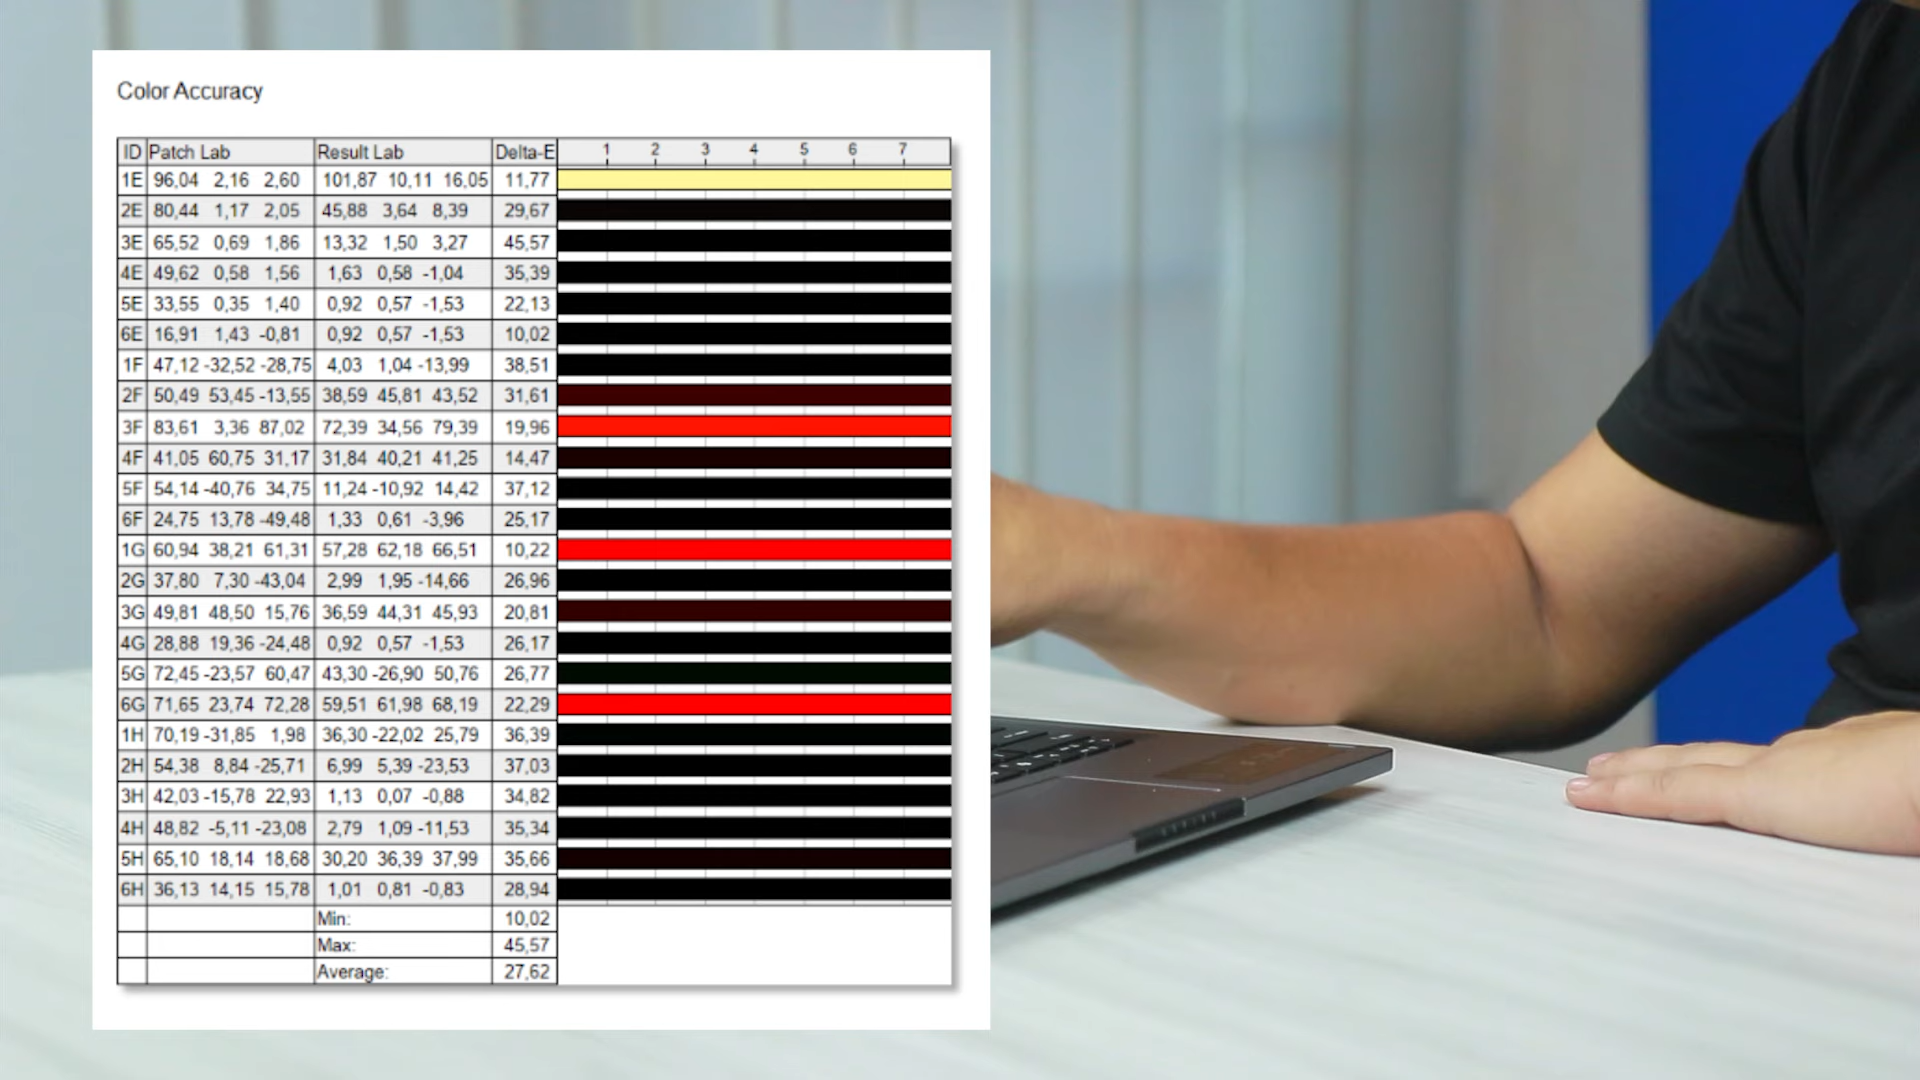 Color Accuracy
ID Patch Lab Result Lab Delta-E 1 2 3 4 5 6 7
1E 96,04 2,16 2,60 101,87 10,11 16,05 11,77
2E 80,44 1,17 2,05 45,88 3,64 8,39 29,67
3E 65,52 0,69 1,86 13,32 1,50 3,27 45,57
4E 49,62 0,58 1,56 1,63 0,58 -1,04 35,39
5E 33,55 0,35 1,40 0,92 0,57 -1,53 22,13
6E 16,91 1,43 -0,81 0,92 0,57 -1,53 10,02
1F 47,12 -32,52 -28,75 4,03 1,04 -13,99 38,51
2F 50,49 53,45 -13,55 38,59 45,81 43,52 31,61
3F 83,61 3,36 87,02 72,39 34,56 79,39 19,96
4F 41,05 60,75 31,17 31,84 40,21 41,25 14,47
5F 54,14 -40,76 34,75 11,24 -10,92 14,42 37,12
6F 24,75 13,78 -49,48 1,33 0,61 -3,96 25,17
1G 60,94 38,21 61,31 57,28 62,18 66,51 10,22
2G 37,80 7,30 -43,04 2,99 1,95 -14,66 26,96
3G 49,81 48,50 15,76 36,59 44,31 45,93 20,81
4G 28,88 19,36 -24,48 0,92 0,57 -1,53 26,17
5G 72,45 -23,57 60,47 43,30 -26,90 50,76 26,77
6G 71,65 23,74 72,28 59,51 61,98 68,19 22,29
1H 70,19 -31,85 1,98 36,30 -22,02 25,79 36,39
2H 54,38 8,84 -25,71 6,99 5,39 -23,53 37,03
3H 42,03 -15,78 22,93 1,13 0,07 -0,88 34,82
4H 48,82 -5,11 -23,08 2,79 1,09 -11,53 35,34
5H 65,10 18,14 18,68 30,20 36,39 37,99 35,66
6H 36,13 14,15 15,78 1,01 0,81 -0,83 28,94
Min: 10,02
Max: 45,57
Average: 27,62